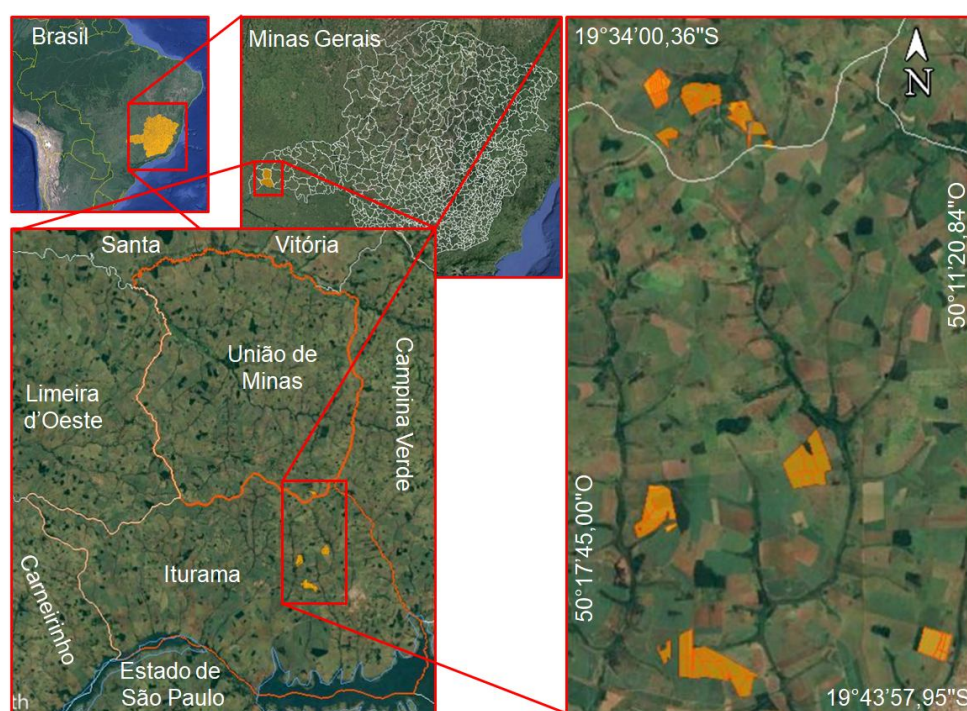 Brasil
Minas Gerais
19°34'00,36"S
N
50°11'20,84"O
Santa
Vitória
União de
Minas
Limeira
d'Oeste
Campina Verde
Iturama
Carneirinho
Estado de
São Paulo
th
50°17'45,00"O
19°43'57,95"S